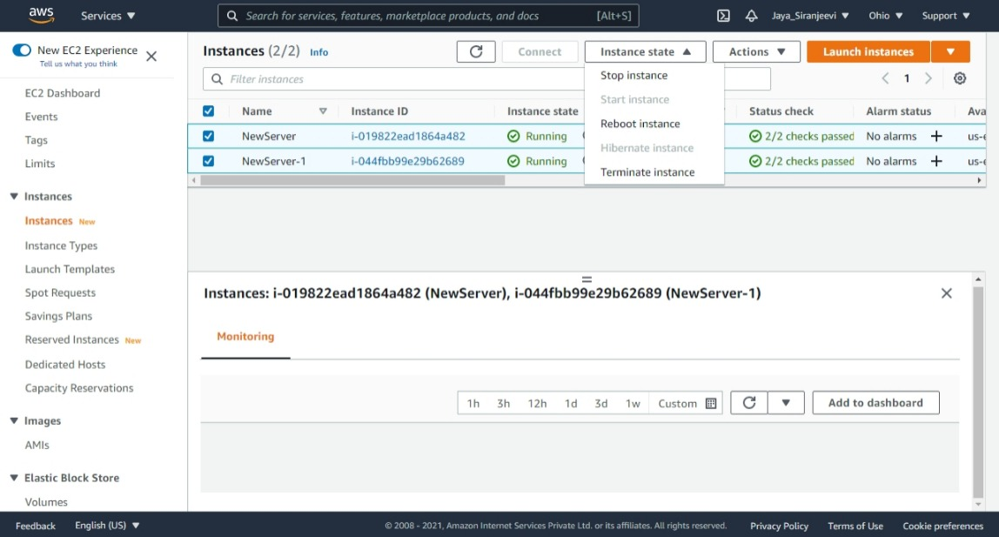 aws Services Search for services, features, marketplace products, and docs [Alt+S] Jaya_Siranjeevi Ohio Support
New EC2 Experience
Tell us what you think
EC2 Dashboard
Events
Tags
Limits
Instances
Instances New
Instance Types
Launch Templates
Spot Requests
Savings Plans
Reserved Instances New
Dedicated Hosts
Capacity Reservations
Images
AMIs
Elastic Block Store
Volumes
Instances (2/2) Info Connect Instance state Actions Launch instances
Filter instances 1
Stop instance
Start instance
Reboot instance
Hibernate instance
Terminate instance
Name Instance ID Instance state Status check Alarm status Ava
NewServer i-019822ead1864a482 Running 2/2 checks passed No alarms + us-e
NewServer-1 i-044fbb99e29b62689 Running 2/2 checks passed No alarms + us-e
Instances: i-019822ead1864a482 (NewServer), i-044fbb99e29b62689 (NewServer-1)
Monitoring
1h 3h 12h 1d 3d 1w Custom Add to dashboard
Feedback English (US) © 2008 - 2021, Amazon Internet Services Private Ltd. or its affiliates. All rights reserved. Privacy Policy Terms of Use Cookie preferences